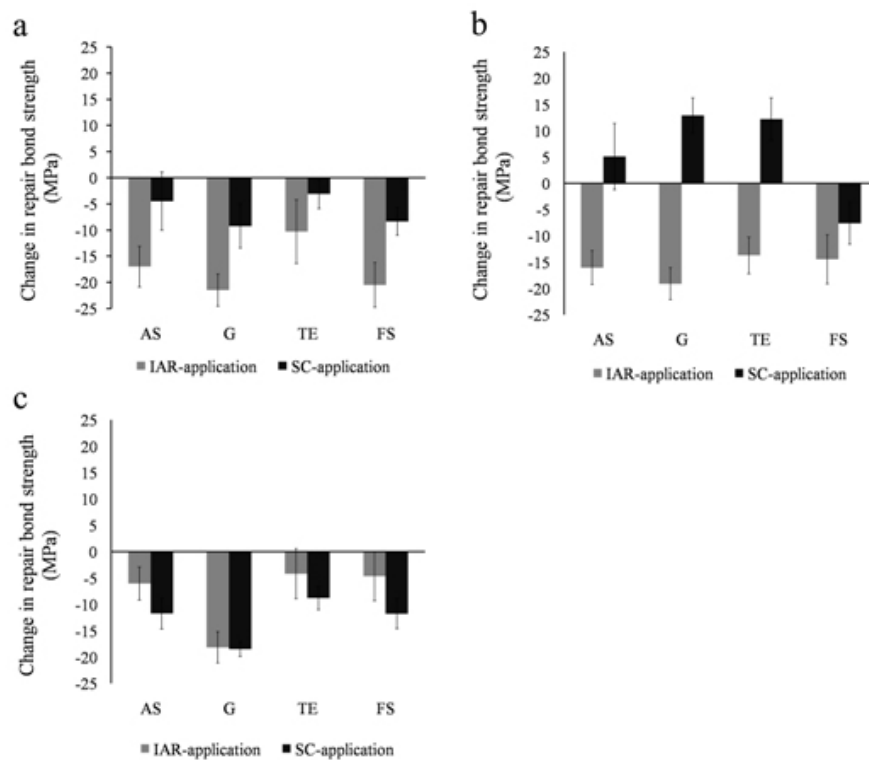 a
Change in repair bond strength
(MPa)
25
20
15
10
5
0
-5
-10
-15
-20
-25
AS G TE FS
IAR-application SC-application
b
Change in repair bond strength
(MPa)
25
20
15
10
5
0
-5
-10
-15
-20
-25
AS G TE FS
IAR-application SC-application
c
Change in repair bond strength
(MPa)
25
20
15
10
5
0
-5
-10
-15
-20
-25
AS G TE FS
IAR-application SC-application